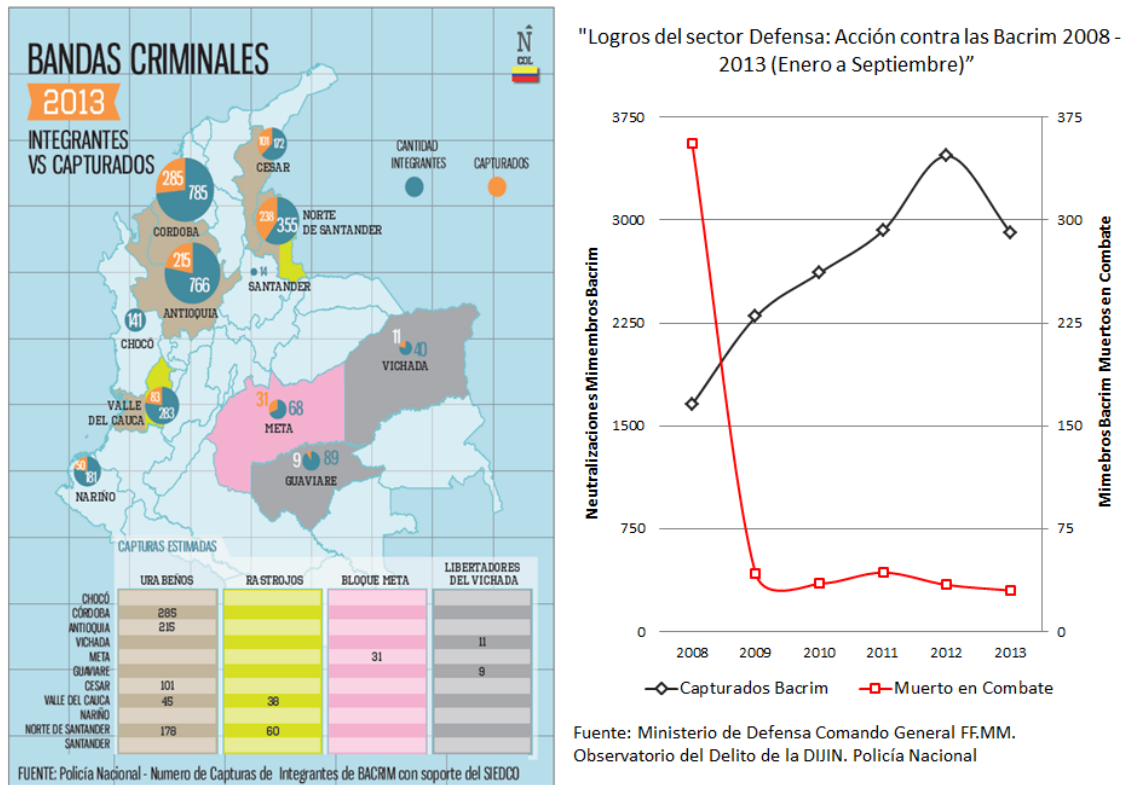 BANDAS CRIMINALES
2013
INTEGRANTES
VS CAPTURADOS
N
COL
CANTIDAD
INTEGRANTES
CAPTURADOS
101
172
CESAR
285
785
CORDOBA
238
355
NORTE
DE SANTANDER
215
766
ANTIOQUIA
14
SANTANDER
141
CHOCÓ
11
40
VICHADA
83
283
VALLE
DEL CAUCA
31
68
META
50
181
NARIÑO
9
89
GUAVIARE
CAPTURAS ESTIMADAS
URABEÑOS RASTROJOS BLOQUE META LIBERTADORES
DEL VICHADA
CHOCÓ
CÓRDOBA 285
ANTIOQUIA 215
VICHADA 11
META 31
GUAVIARE 9
CESAR 101
VALLE DEL CAUCA 45 38
NARIÑO
NORTE DE SANTANDER 178 60
SANTANDER
FUENTE: Policía Nacional - Numero de Capturas de Integrantes de BACRIM con soporte del SIEDCO
"Logros del sector Defensa: Acción contra las Bacrim 2008 -
2013 (Enero a Septiembre)”
Neutralizaciones Mimembros Bacrim
3750
3000
2250
1500
750
0
375
300
225
150
75
0
Mimebros Bacrim Muertos en Combate
2008 2009 2010 2011 2012 2013
Capturados Bacrim Muerto en Combate
Fuente: Ministerio de Defensa Comando General FF.MM.
Observatorio del Delito de la DIJIN. Policía Nacional